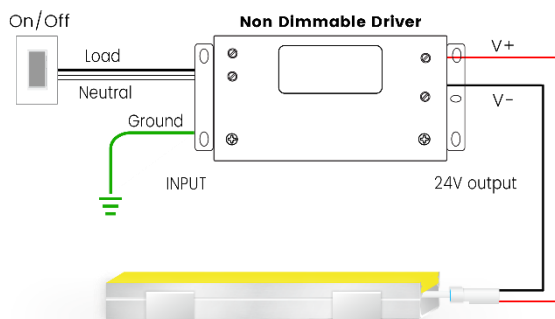 On/Off
Non Dimmable Driver
Load
V+
Neutral
V-
Ground
INPUT
24V output